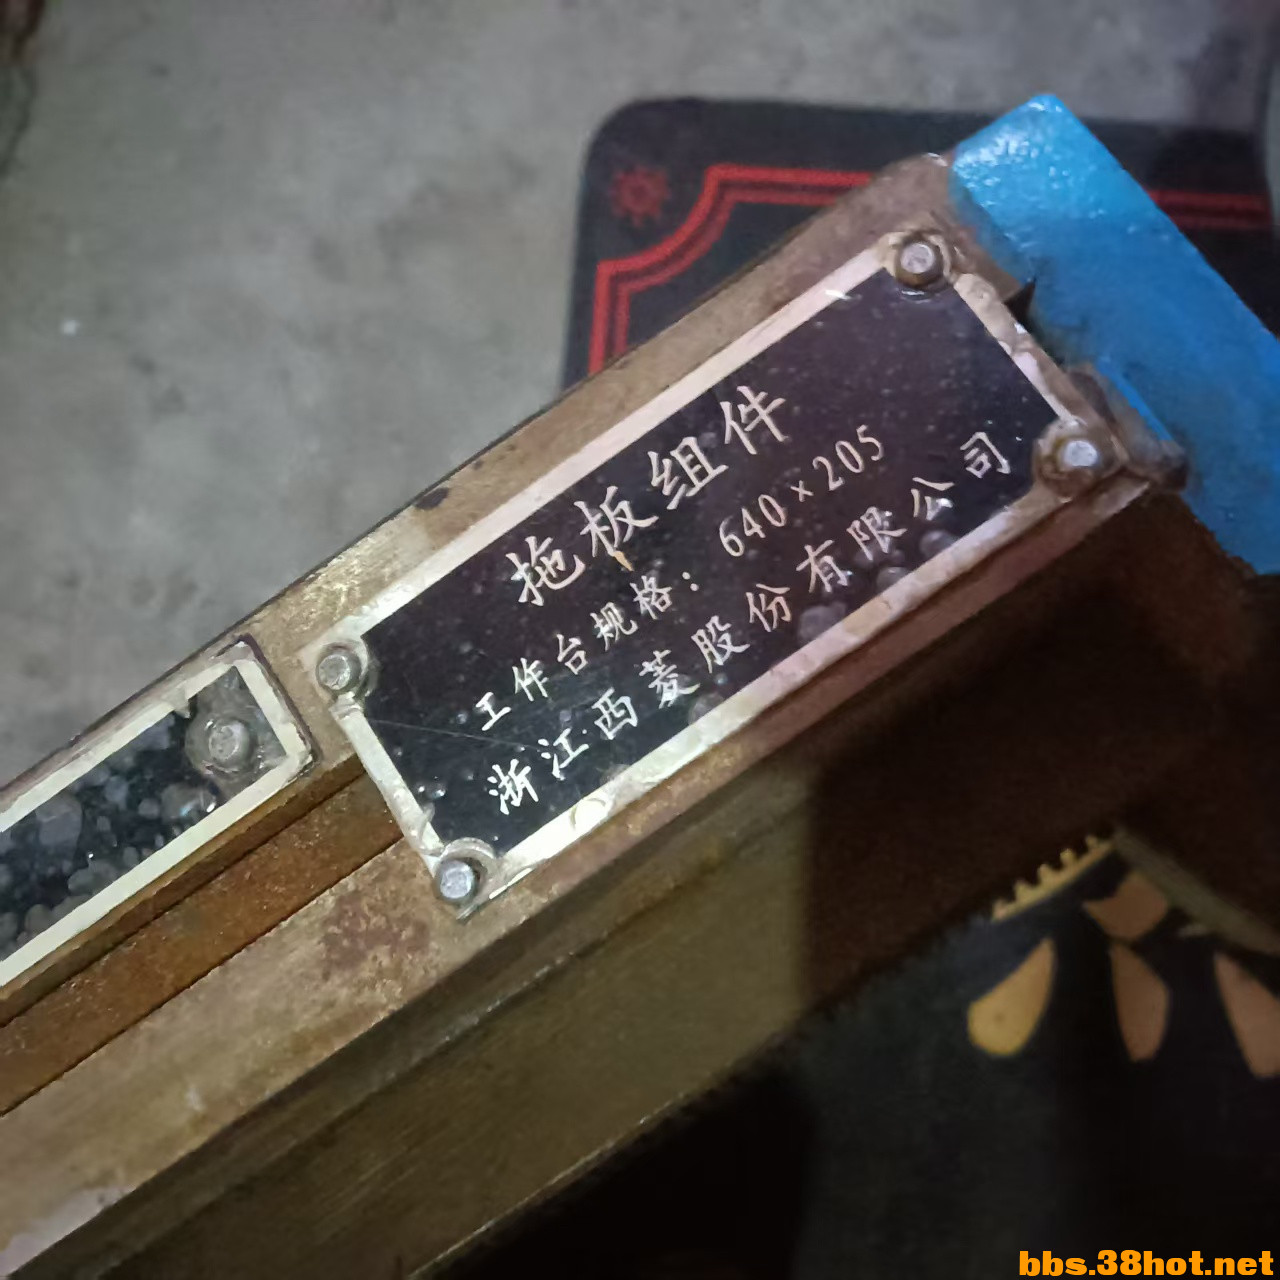 拖板组件
工作台规格：640×205
浙江西菱股份有限公司
bbs.38hot.net